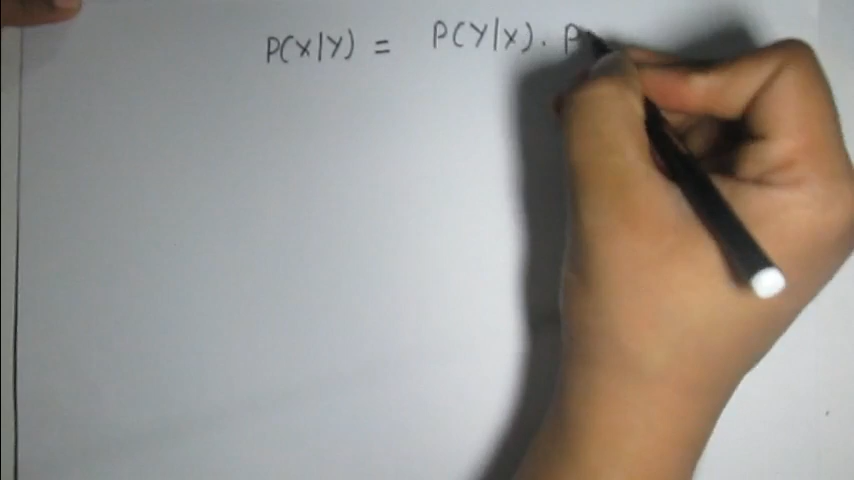 P(X|Y) = P(Y|X) . P